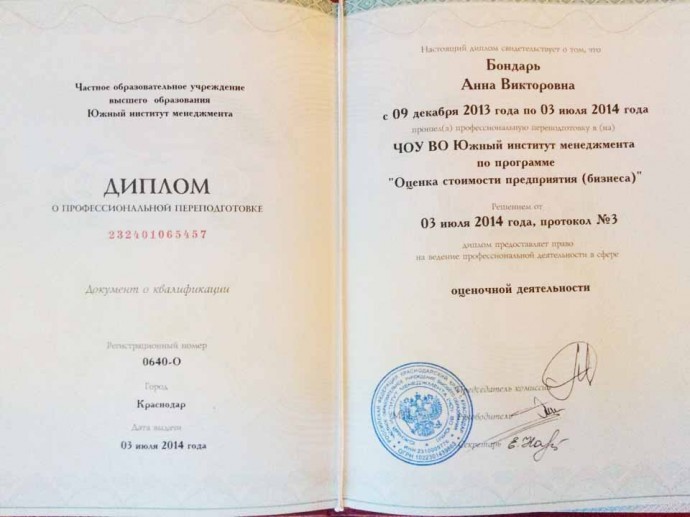 Частное образовательное учреждение
высшего образования
Южный институт менеджмента
ДИПЛОМ
О ПРОФЕССИОНАЛЬНОЙ ПЕРЕПОДГОТОВКЕ
232401065457
Документ о квалификации
Регистрационный номер
0640-О
Город
Краснодар
Дата выдачи
03 июля 2014 года
Настоящий диплом свидетельствует о том, что
Бондарь
Анна Викторовна
с 09 декабря 2013 года по 03 июля 2014 года
прошел(а) профессиональную переподготовку в (на)
ЧОУ ВО Южный институт менеджмента
по программе
"Оценка стоимости предприятия (бизнеса)"
Решением от
03 июля 2014 года, протокол №3
диплом предоставляет право
на ведение профессиональной деятельности в сфере
оценочной деятельности
Председатель комиссии
Руководитель
Секретарь